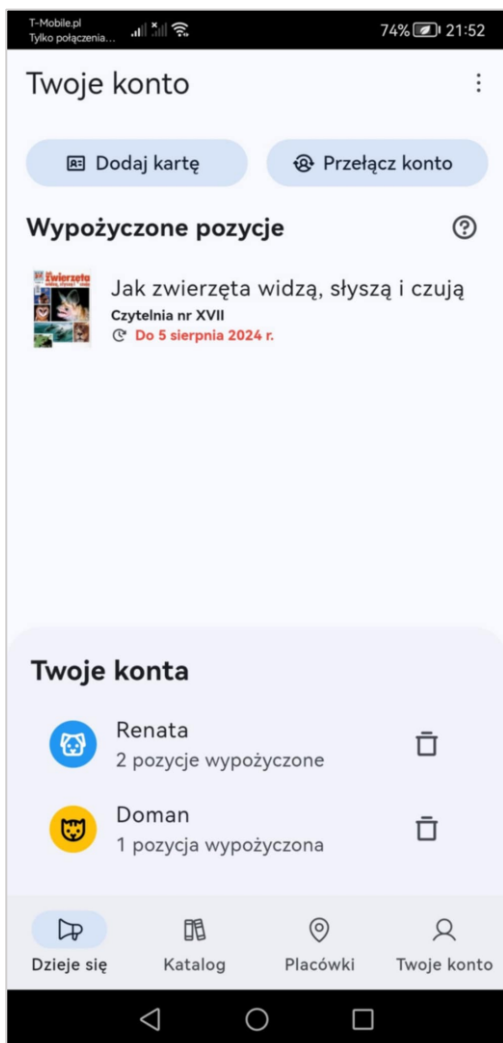 T-Mobile.pl
Tylko połączenia...
74% 21:52
Twoje konto
Dodaj kartę
Przełącz konto
Wypożyczone pozycje
Zwierzęta
Jak zwierzęta widzą, słyszą i czują
Czytelnia nr XVII
Do 5 sierpnia 2024 r.
Twoje konta
Renata
2 pozycje wypożyczone
Doman
1 pozycja wypożyczona
Dzieje się
Katalog
Placówki
Twoje konto